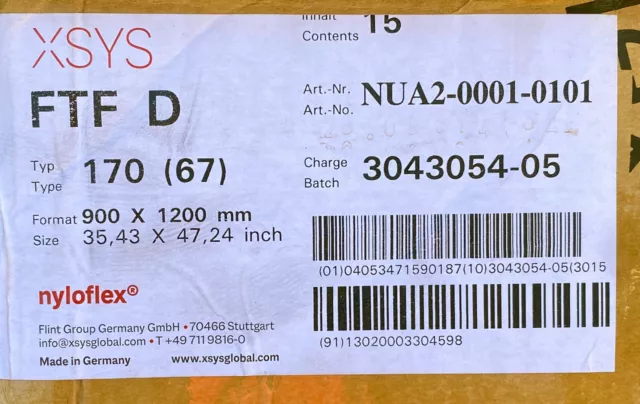 XSYS
Inhalt
Contents 15
FTF D
Art.-Nr.
Art.-No. NUA2-0001-0101
Typ
Type 170 (67)
Charge
Batch 3043054-05
Format 900 X 1200 mm
Size 35,43 X 47,24 inch
(01)04053471590187(10)3043054-05(3015
nyloflex®
Flint Group Germany GmbH • 70466 Stuttgart
info@xsysglobal.com • T +49 711 9816-0
Made in Germany www.xsysglobal.com
(91)13020003304598